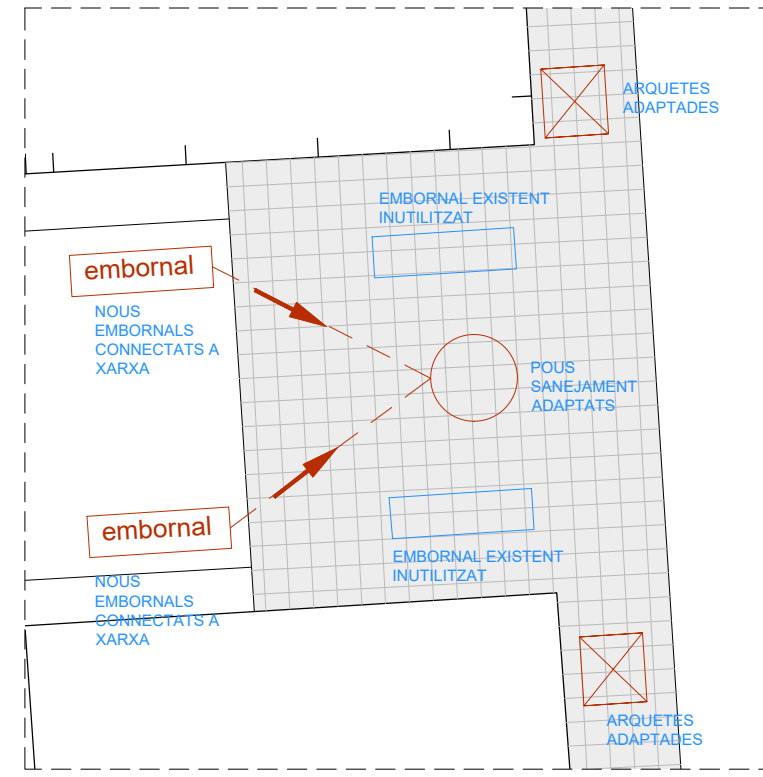 ARQUETES
ADAPTADES
EMBORNAL EXISTENT
INUTILITZAT
embornal
NOUS
EMBORNALS
CONNECTATS A
XARXA
POUS
SANEJAMENT
ADAPTATS
embornal
EMBORNAL EXISTENT
INUTILITZAT
NOUS
EMBORNALS
CONNECTATS A
XARXA
ARQUETES
ADAPTADES